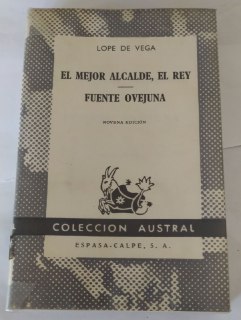 LOPE DE VEGA
EL MEJOR ALCALDE, EL REY
FUENTE OVEJUNA
NOVENA EDICIÓN
COLECCION AUSTRAL
ESPASA-CALPE, S. A.